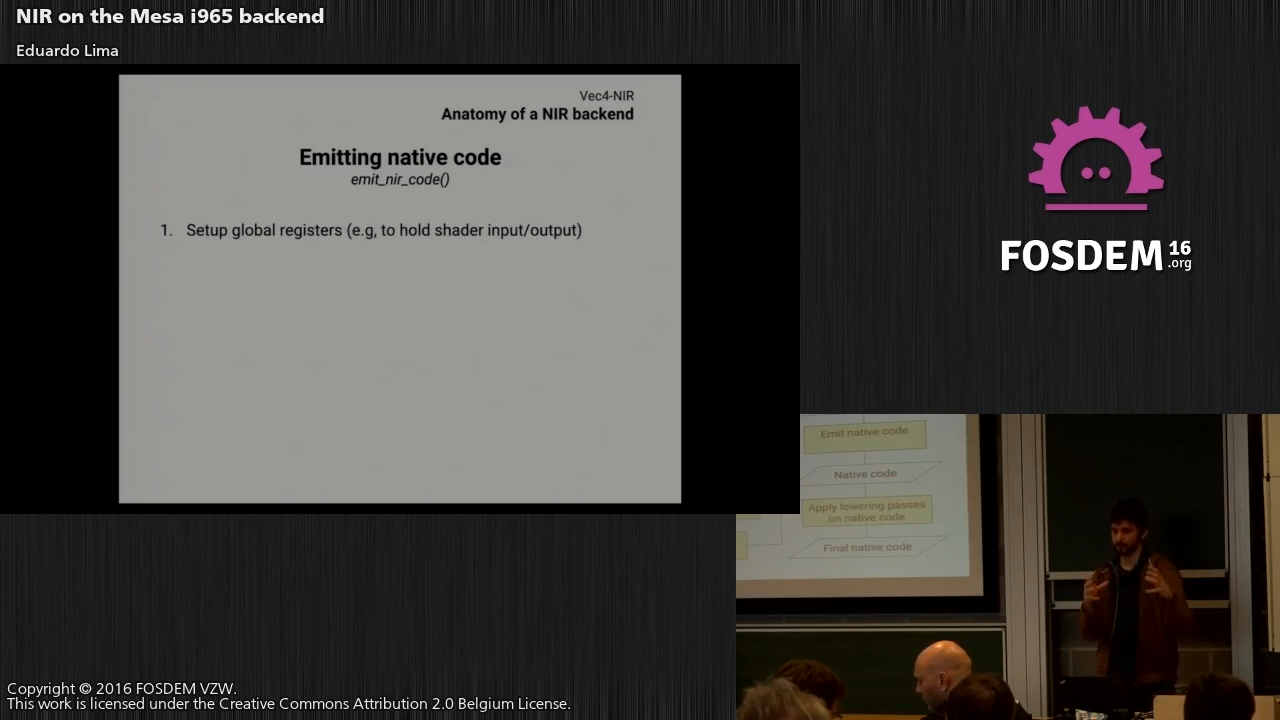 NIR on the Mesa i965 backend
Eduardo Lima
Vec4-NIR
Anatomy of a NIR backend
Emitting native code
emit_nir_code()
1. Setup global registers (e.g, to hold shader input/output)
FOSDEM 16
.org
Emit native code
Native code
Apply lowering passes
on native code
Final native code
Copyright © 2016 FOSDEM VZW.
This work is licensed under the Creative Commons Attribution 2.0 Belgium License.